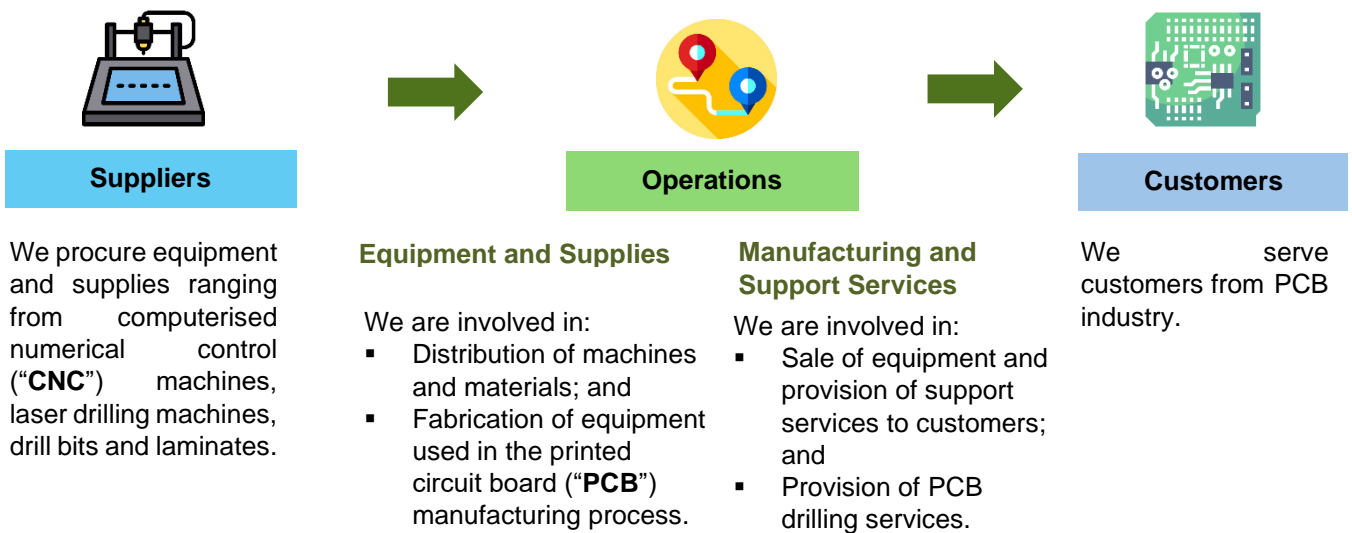 Suppliers
We procure equipment
and supplies ranging
from computerised
numerical control
(“CNC”) machines,
laser drilling machines,
drill bits and laminates.
Operations
Equipment and Supplies
We are involved in:
▪ Distribution of machines
and materials; and
▪ Fabrication of equipment
used in the printed
circuit board (“PCB”)
manufacturing process.
Manufacturing and
Support Services
We are involved in:
▪ Sale of equipment and
provision of support
services to customers;
and
▪ Provision of PCB
drilling services.
Customers
We serve
customers from PCB
industry.